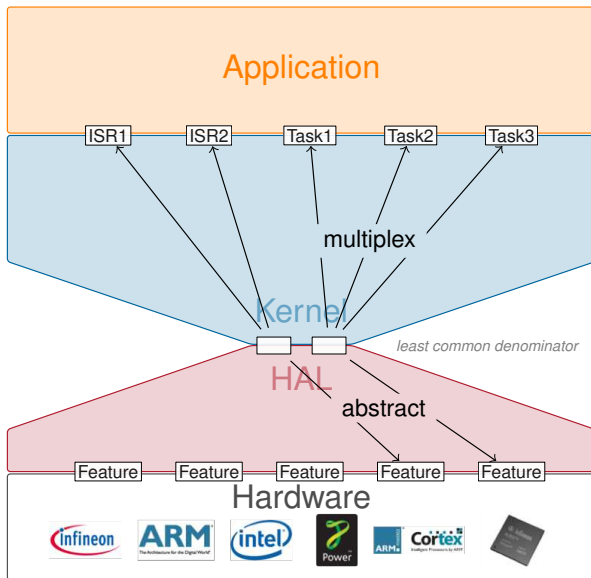 Application
ISR1 ISR2 Task1 Task2 Task3
multiplex
Kernel
least common denominator
HAL
abstract
Feature Feature Feature Feature Feature
Hardware
infineon ARM® intel® Power ARM® Cortex
The Architecture for the Digital World®
Intelligent Processors by ARM®